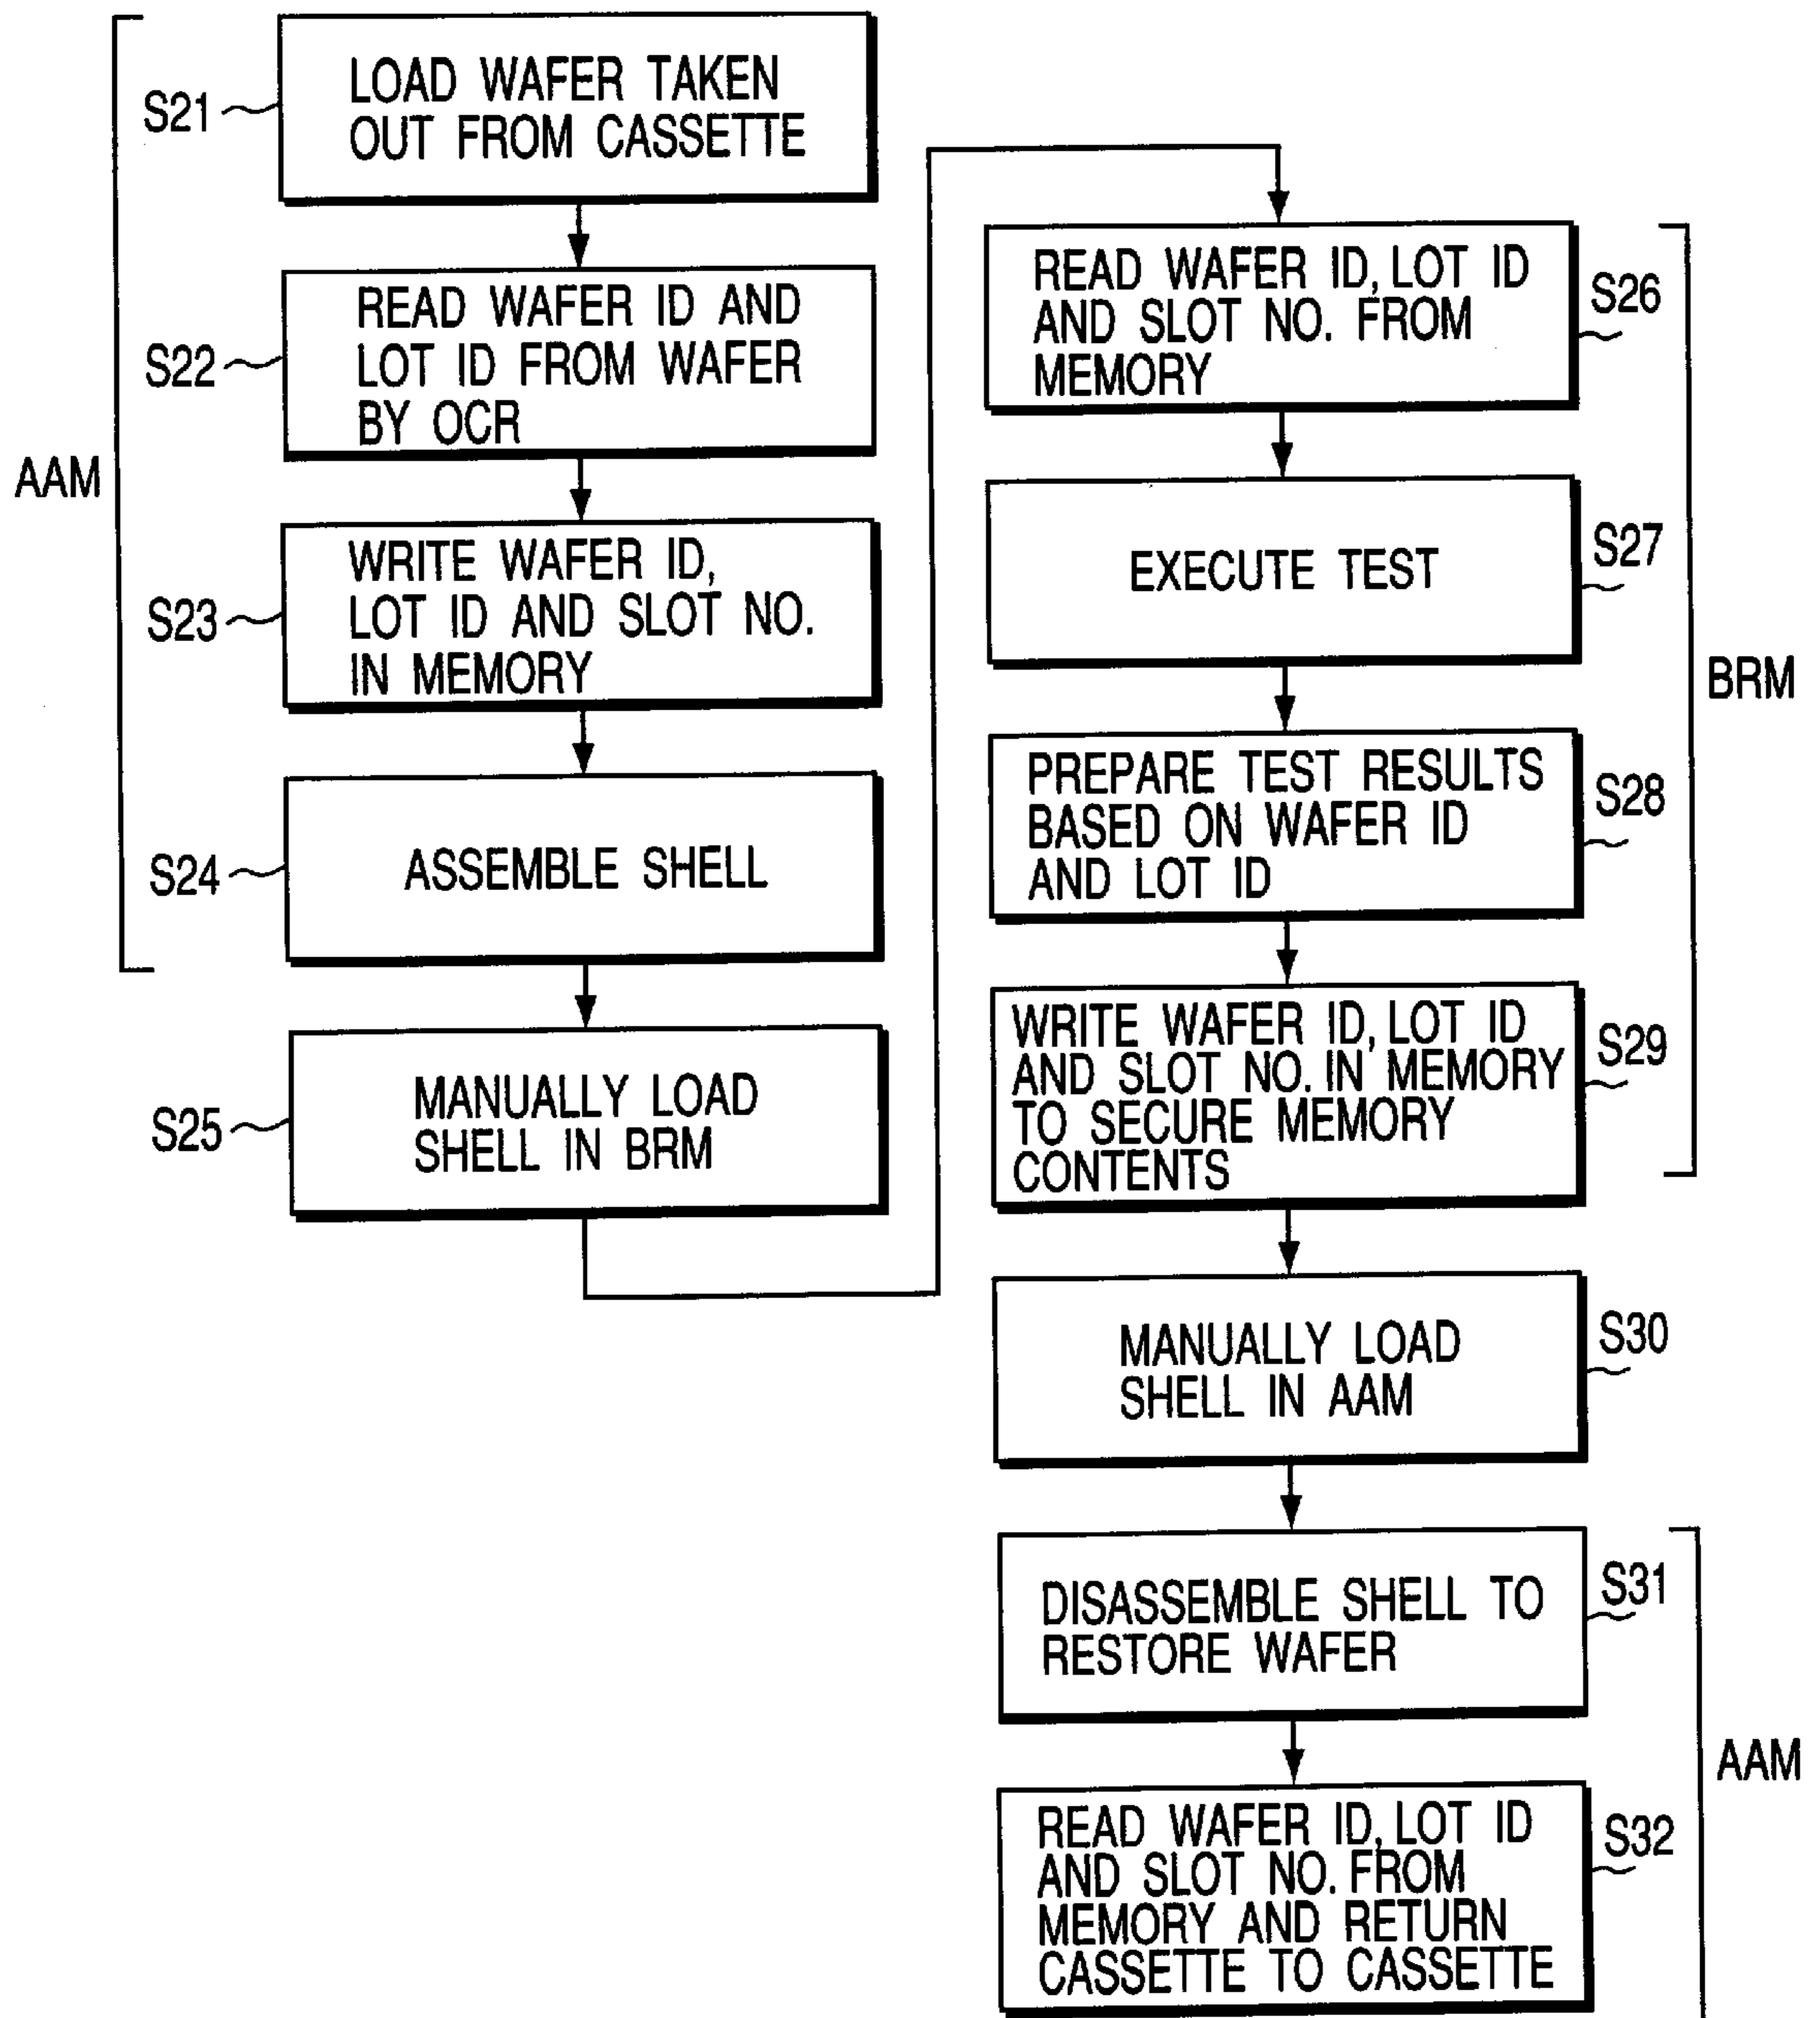 AAM
S21
LOAD WAFER TAKEN
OUT FROM CASSETTE
S22
READ WAFER ID AND
LOT ID FROM WAFER
BY OCR
S23
WRITE WAFER ID,
LOT ID AND SLOT NO.
IN MEMORY
S24
ASSEMBLE SHELL
S25
MANUALLY LOAD
SHELL IN BRM
BRM
READ WAFER ID, LOT ID
AND SLOT NO. FROM
MEMORY
S26
EXECUTE TEST
S27
PREPARE TEST RESULTS
BASED ON WAFER ID
AND LOT ID
S28
WRITE WAFER ID, LOT ID
AND SLOT NO. IN MEMORY
TO SECURE MEMORY
CONTENTS
S29
MANUALLY LOAD
SHELL IN AAM
S30
DISASSEMBLE SHELL TO
RESTORE WAFER
S31
AAM
READ WAFER ID, LOT ID
AND SLOT NO. FROM
MEMORY AND RETURN
CASSETTE TO CASSETTE
S32